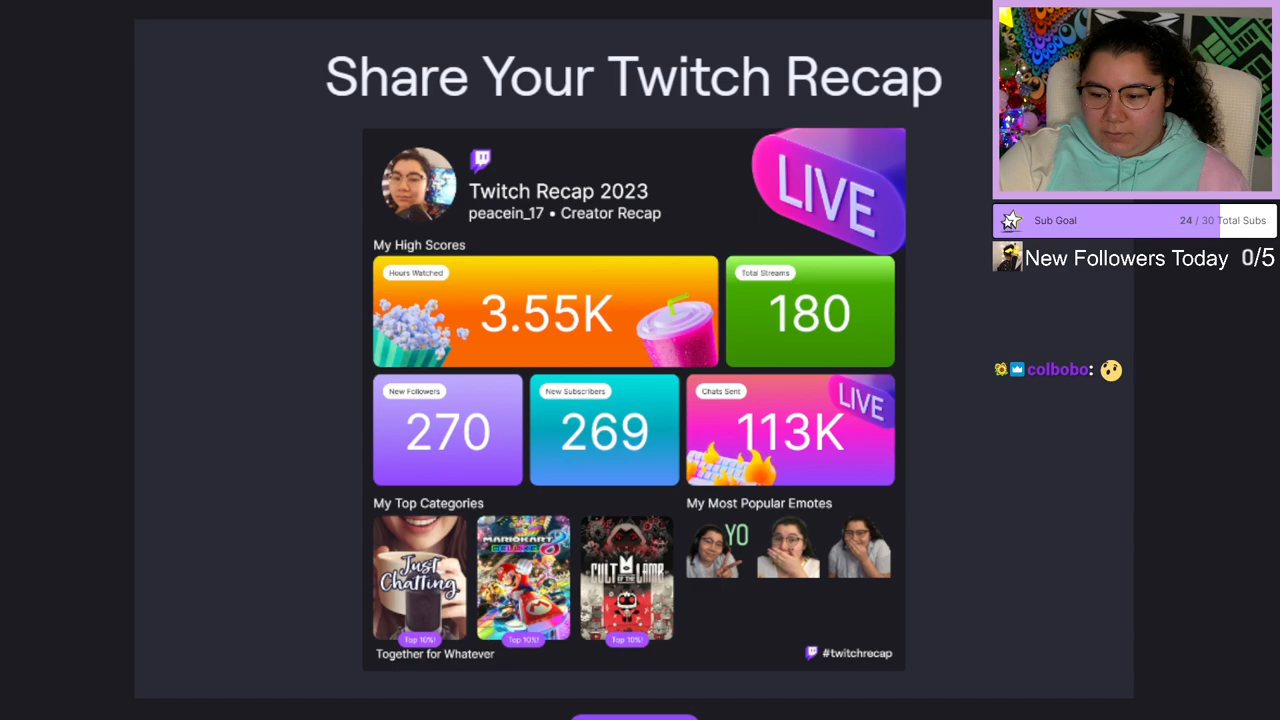 Share Your Twitch Recap
Twitch Recap 2023
peacein_17 • Creator Recap
LIVE
My High Scores
Hours Watched
3.55K
Total Streams
180
New Followers
270
New Subscribers
269
Chats Sent
LIVE
113K
My Top Categories
My Most Popular Emotes
Just Chatting
Top 10%!
MARIOKART 8
DELUXE
Top 10%!
CULT OF THE LAMB
Top 10%!
YO
Together for Whatever
#twitchrecap
Sub Goal
24 / 30 Total Subs
New Followers Today 0/5
colbobo: